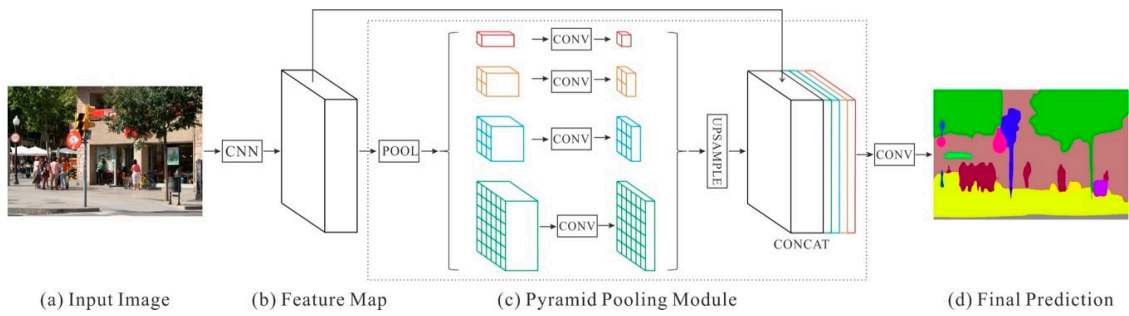 CNN
POOL
CONV
CONV
CONV
CONV
UPSAMPLE
CONCAT
CONV
(a) Input Image
(b) Feature Map
(c) Pyramid Pooling Module
(d) Final Prediction